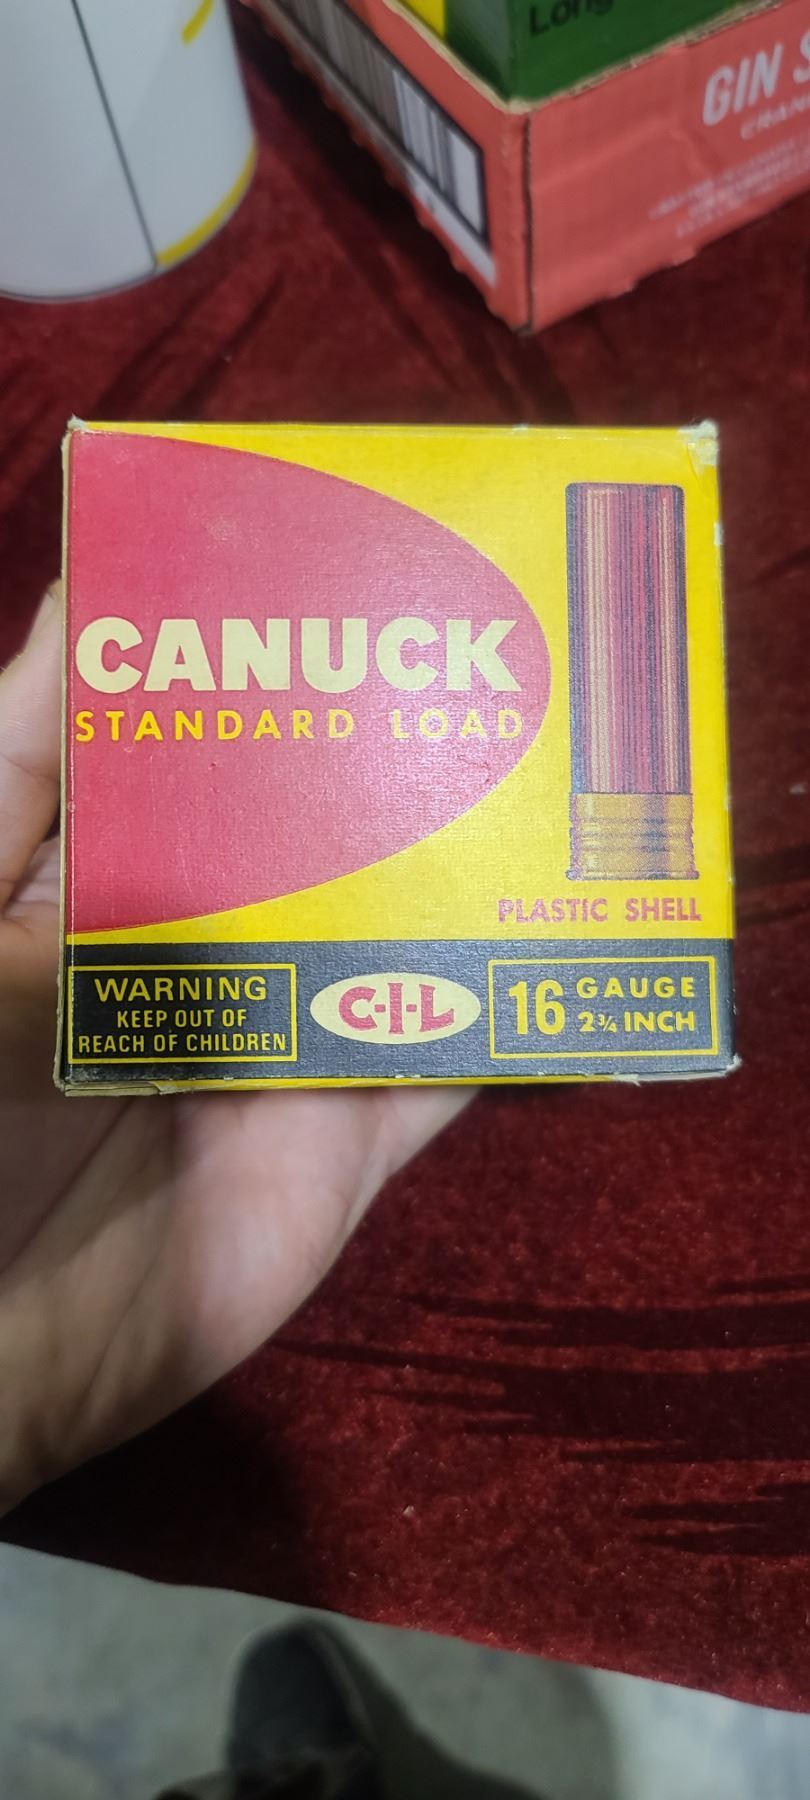 Long
GIN
CANUCK
STANDARD LOAD
PLASTIC SHELL
WARNING
KEEP OUT OF
REACH OF CHILDREN
C-I-L
16 GAUGE
2¾ INCH